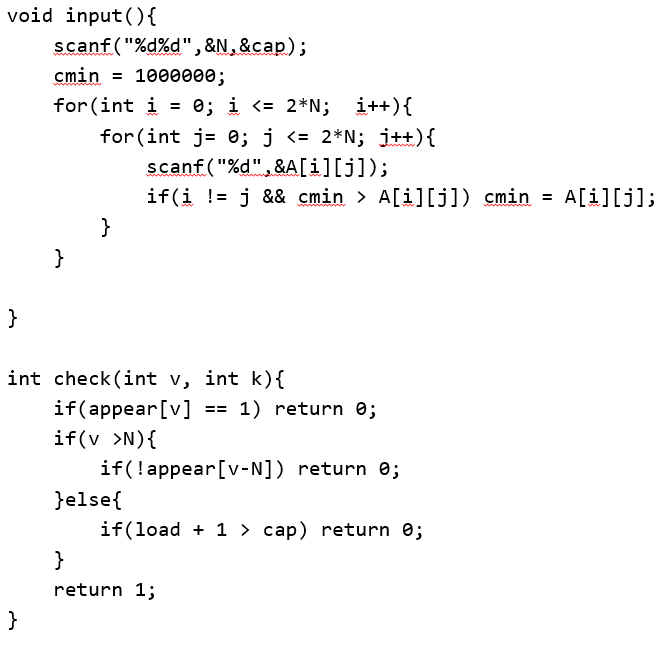 void input(){
    scanf("%d%d",&N,&cap);
    cmin = 1000000;
    for(int i = 0; i <= 2*N;  i++){
        for(int j= 0; j <= 2*N; j++){
            scanf("%d",&A[i][j]);
            if(i != j && cmin > A[i][j]) cmin = A[i][j];
        }
    }

}

int check(int v, int k){
    if(appear[v] == 1) return 0;
    if(v >N){
        if(!appear[v-N]) return 0;
    }else{
        if(load + 1 > cap) return 0;
    }
    return 1;
}